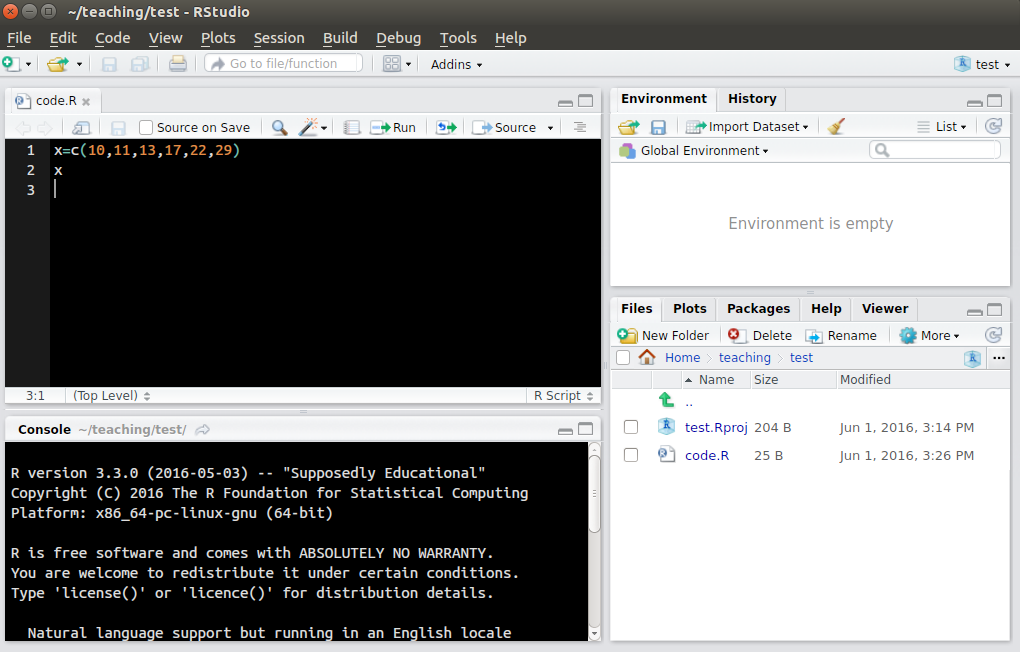 ~/teaching/test - RStudio
File Edit Code View Plots Session Build Debug Tools Help
Go to file/function Addins test
code.R
Source on Save Run Source
1 x=c(10,11,13,17,22,29)
2 x
3
3:1 (Top Level) R Script
Console ~/teaching/test/
R version 3.3.0 (2016-05-03) -- "Supposedly Educational"
Copyright (C) 2016 The R Foundation for Statistical Computing
Platform: x86_64-pc-linux-gnu (64-bit)
R is free software and comes with ABSOLUTELY NO WARRANTY.
You are welcome to redistribute it under certain conditions.
Type 'license()' or 'licence()' for distribution details.
Natural language support but running in an English locale
Environment History
Import Dataset List
Global Environment
Environment is empty
Files Plots Packages Help Viewer
New Folder Delete Rename More
Home teaching test ...
Name Size Modified
..
test.Rproj 204 B Jun 1, 2016, 3:14 PM
code.R 25 B Jun 1, 2016, 3:26 PM